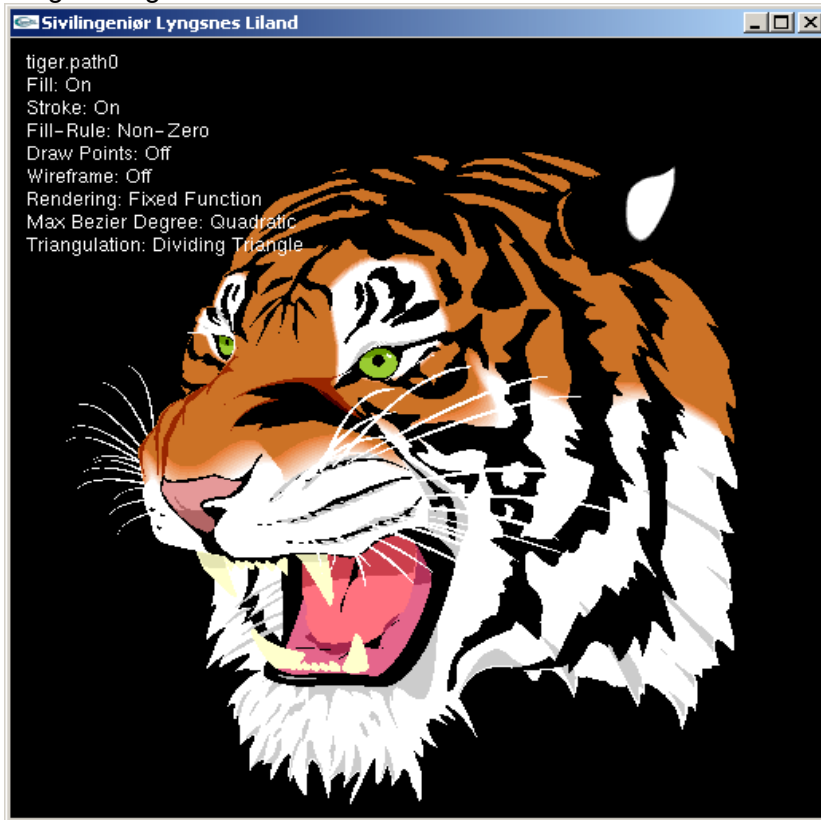 Sivilingeniør Lyngsnes Liland
tiger.path0
Fill: On
Stroke: On
Fill-Rule: Non-Zero
Draw Points: Off
Wireframe: Off
Rendering: Fixed Function
Max Bezier Degree: Quadratic
Triangulation: Dividing Triangle